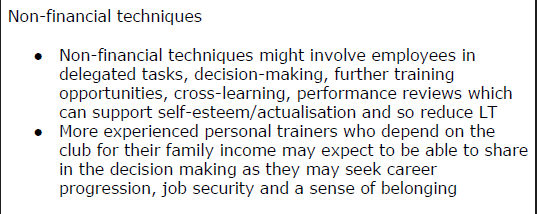 Non-financial techniques
● Non-financial techniques might involve employees in
delegated tasks, decision-making, further training
opportunities, cross-learning, performance reviews which
can support self-esteem/actualisation and so reduce LT
● More experienced personal trainers who depend on the
club for their family income may expect to be able to share
in the decision making as they may seek career
progression, job security and a sense of belonging